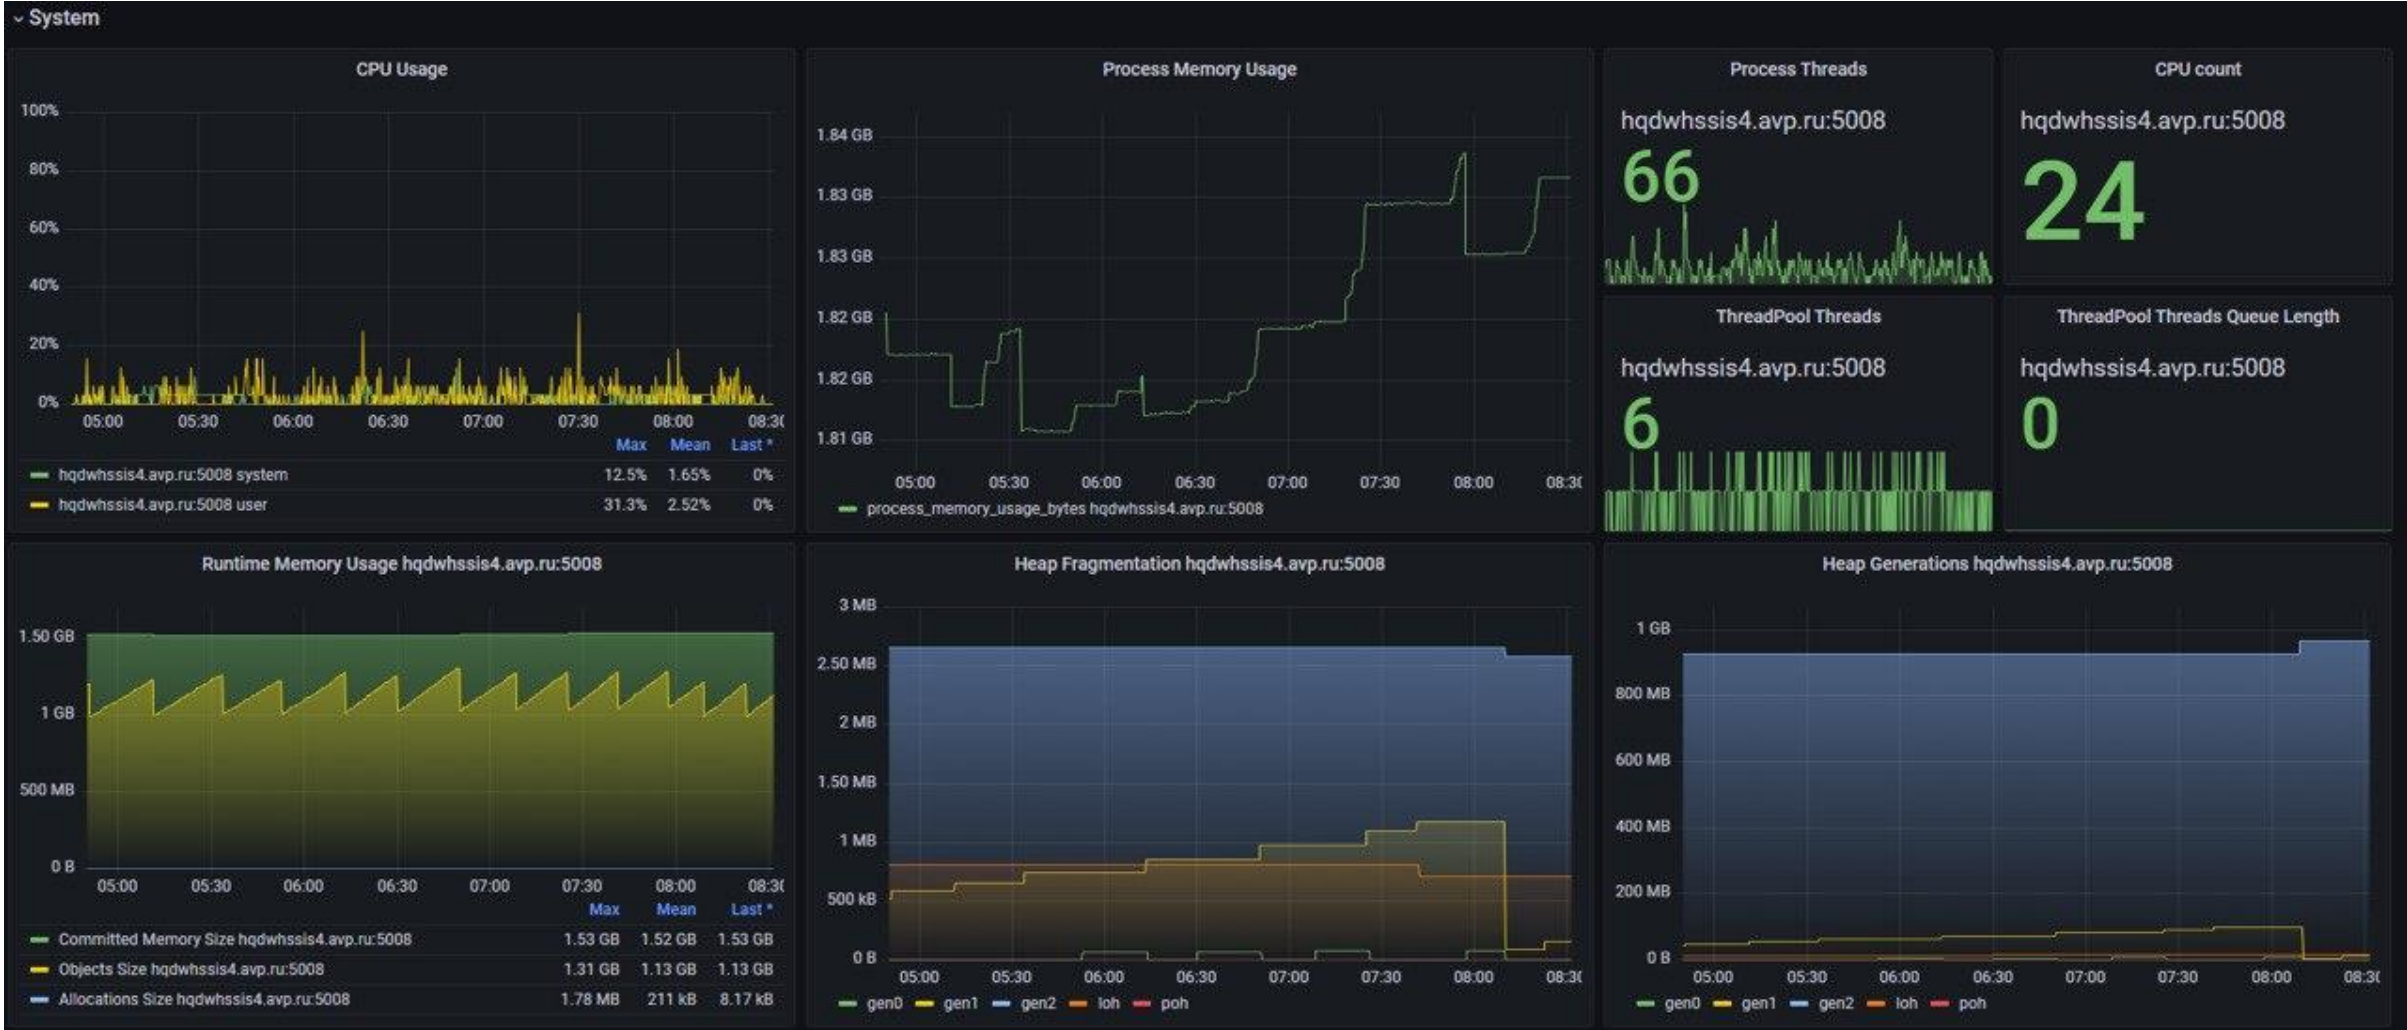 System
CPU Usage
100%
80%
60%
40%
20%
0%
05:00 05:30 06:00 06:30 07:00 07:30 08:00 08:30
Max Mean Last *
hqdwhssis4.avp.ru:5008 system 12.5% 1.65% 0%
hqdwhssis4.avp.ru:5008 user 31.3% 2.52% 0%
Process Memory Usage
1.84 GB
1.83 GB
1.83 GB
1.82 GB
1.82 GB
1.81 GB
05:00 05:30 06:00 06:30 07:00 07:30 08:00 08:30
process_memory_usage_bytes hqdwhssis4.avp.ru:5008
Process Threads
hqdwhssis4.avp.ru:5008
66
CPU count
hqdwhssis4.avp.ru:5008
24
ThreadPool Threads
hqdwhssis4.avp.ru:5008
6
ThreadPool Threads Queue Length
hqdwhssis4.avp.ru:5008
0
Runtime Memory Usage hqdwhssis4.avp.ru:5008
1.50 GB
1 GB
500 MB
0 B
05:00 05:30 06:00 06:30 07:00 07:30 08:00 08:30
Max Mean Last *
Committed Memory Size hqdwhssis4.avp.ru:5008 1.53 GB 1.52 GB 1.53 GB
Objects Size hqdwhssis4.avp.ru:5008 1.31 GB 1.13 GB 1.13 GB
Allocations Size hqdwhssis4.avp.ru:5008 1.78 MB 211 kB 8.17 kB
Heap Fragmentation hqdwhssis4.avp.ru:5008
3 MB
2.50 MB
2 MB
1.50 MB
1 MB
500 kB
0 B
05:00 05:30 06:00 06:30 07:00 07:30 08:00 08:30
gen0 gen1 gen2 loh poh
Heap Generations hqdwhssis4.avp.ru:5008
1 GB
800 MB
600 MB
400 MB
200 MB
0 B
05:00 05:30 06:00 06:30 07:00 07:30 08:00 08:30
gen0 gen1 gen2 loh poh